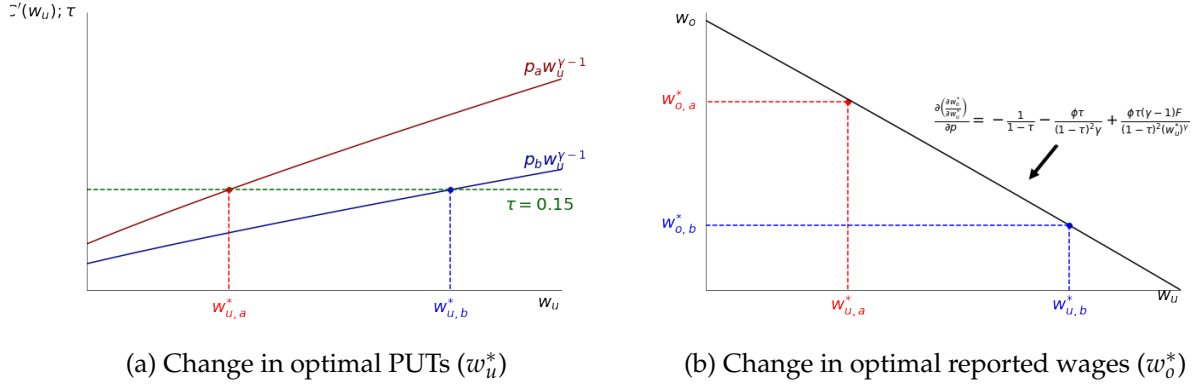 C′(w_u); τ
p_a w_u^{γ−1}
p_b w_u^{γ−1}
τ = 0.15
w*_{u,a}
w*_{u,b}
w_u
(a) Change in optimal PUTs (w*_u)
w_o
w*_{o,a}
∂(∂w*_o/∂w*_u)/∂p = −1/(1−τ) − ϕτ/((1−τ)²γ) + ϕτ(γ−1)F/((1−τ)²(w*_u)^γ)
w*_{o,b}
w*_{u,a}
w*_{u,b}
w_u
(b) Change in optimal reported wages (w*_o)